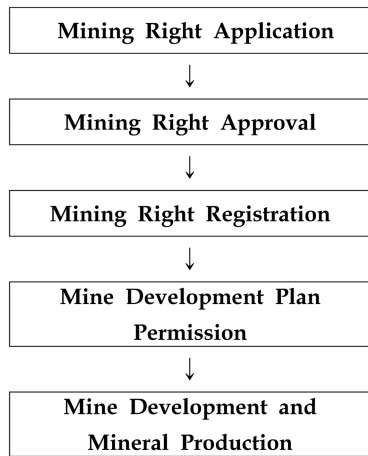 Mining Right Application
↓
Mining Right Approval
↓
Mining Right Registration
↓
Mine Development Plan
Permission
↓
Mine Development and
Mineral Production